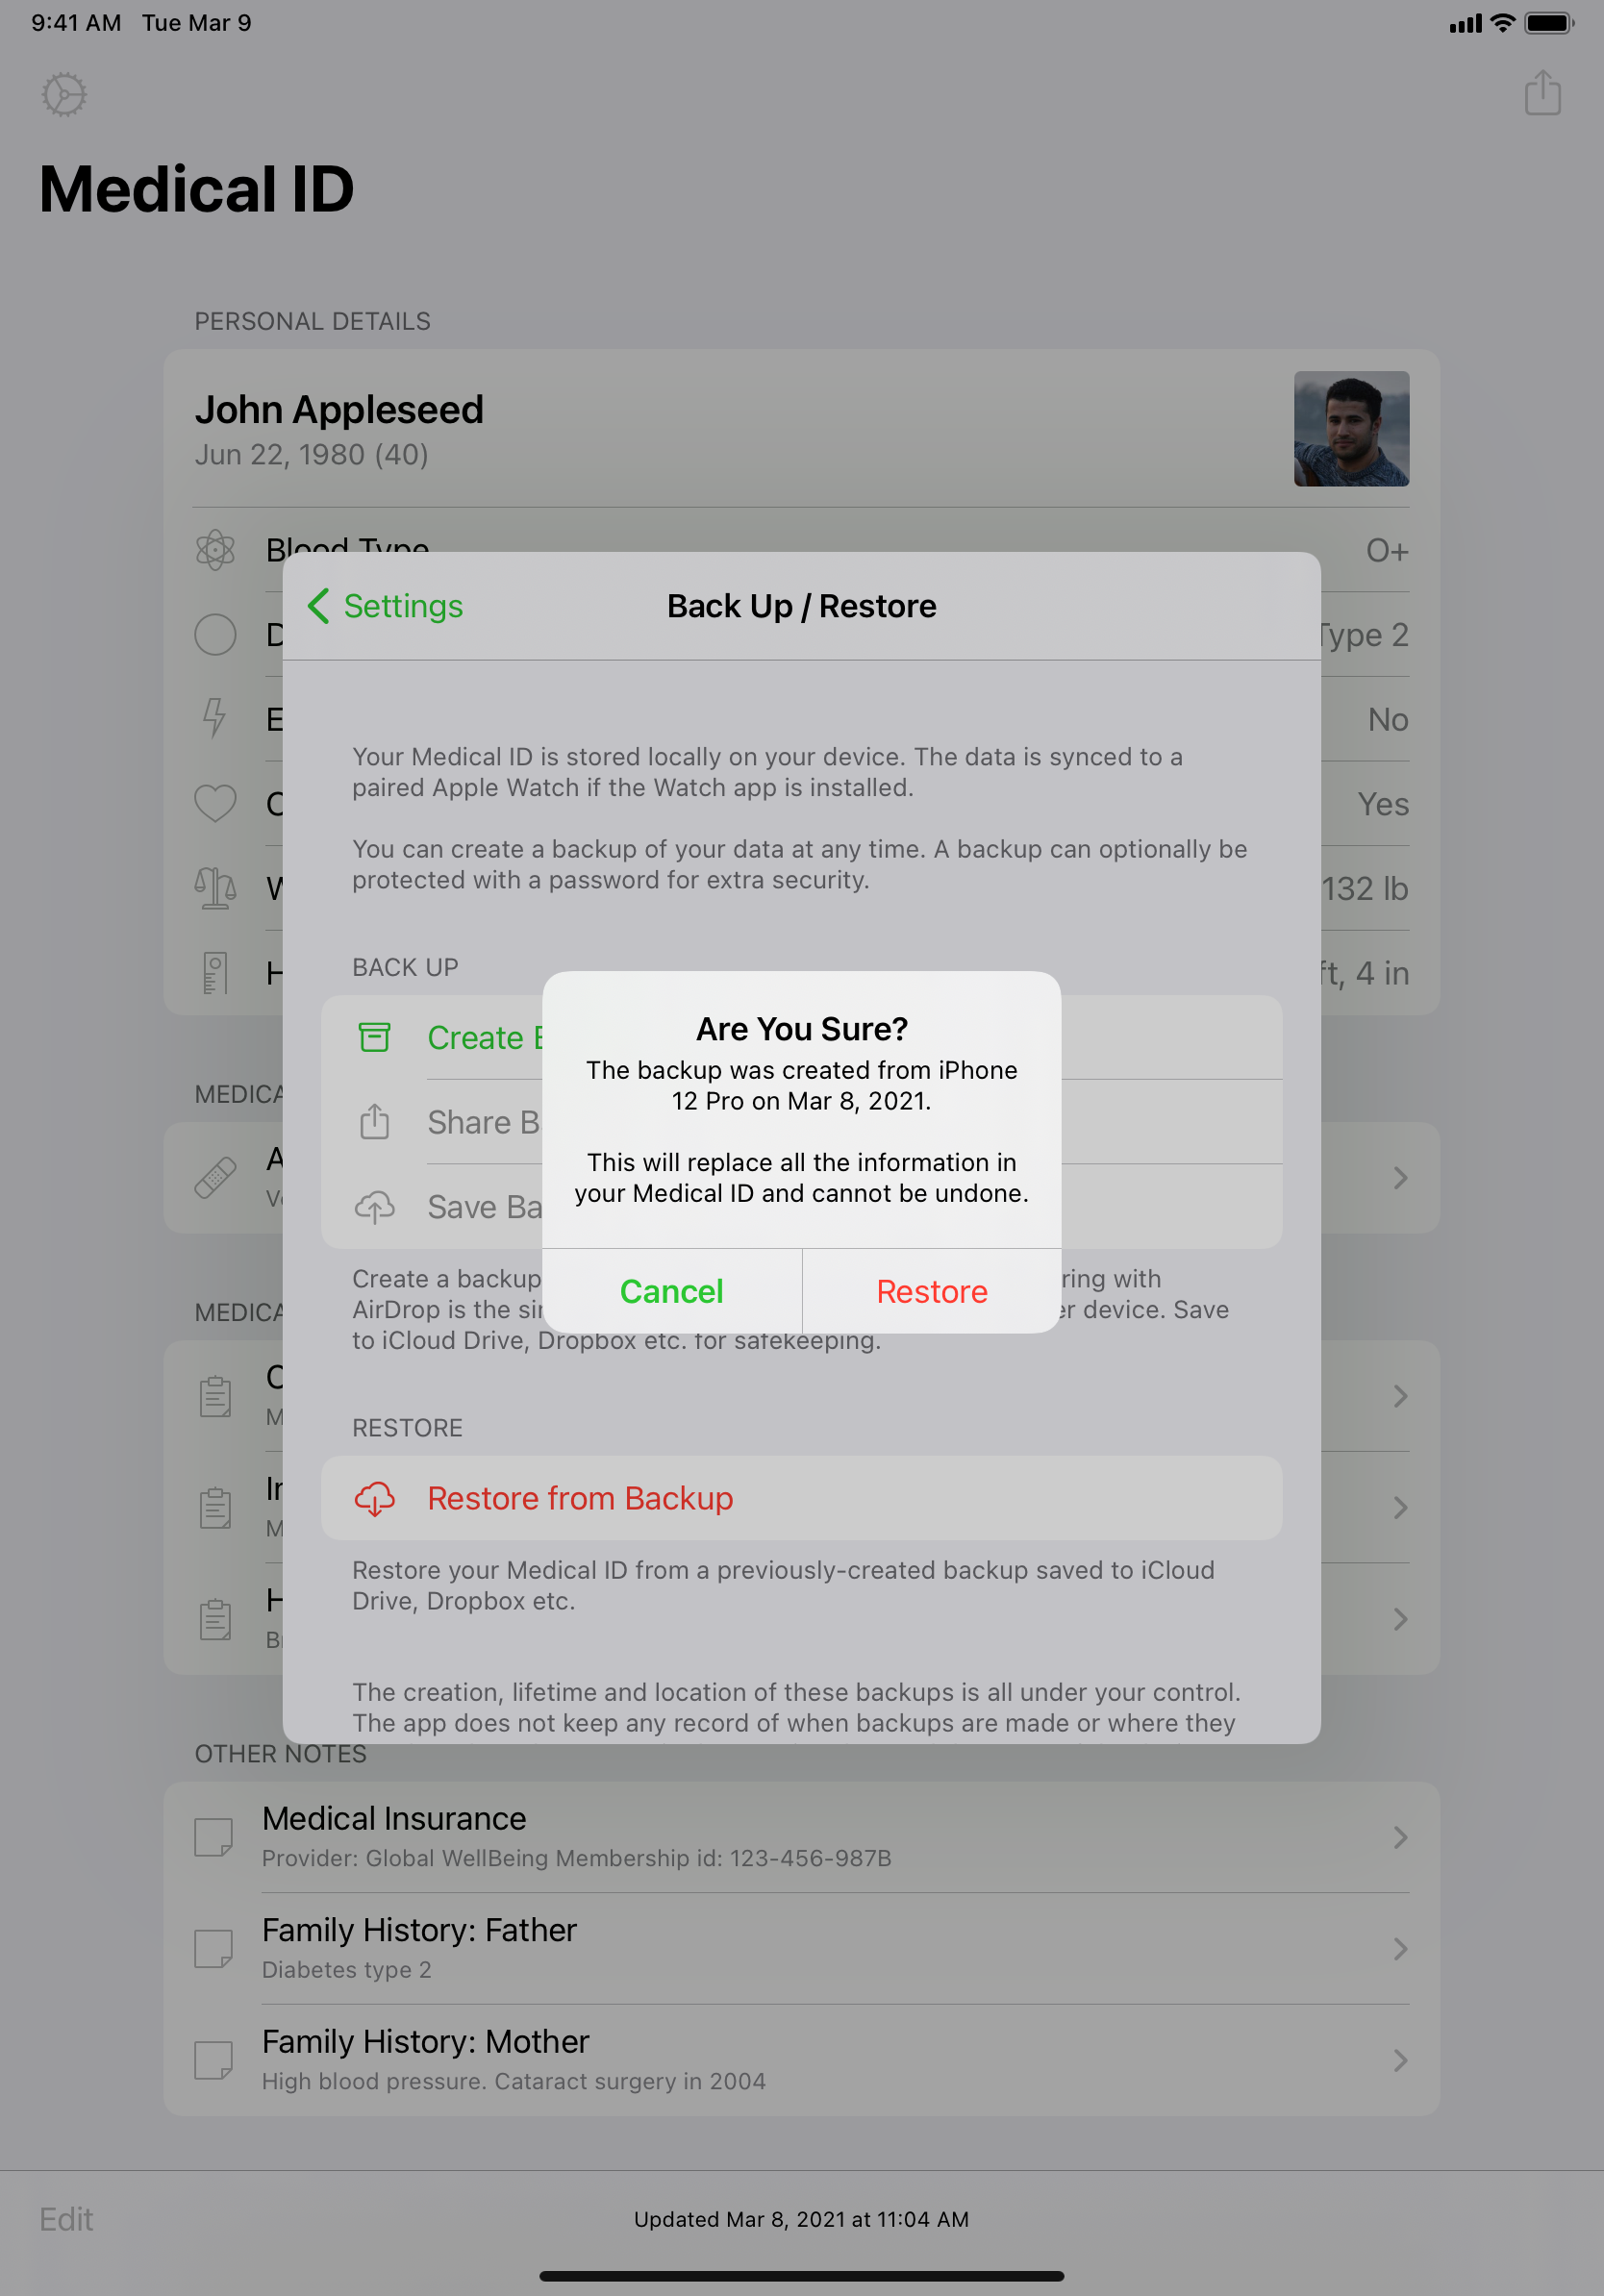 9:41 AM Tue Mar 9
Medical ID
PERSONAL DETAILS
John Appleseed
Jun 22, 1980 (40)
Blood Type O+
Settings
Back Up / Restore
Type 2
No
Yes
132 lb
ft, 4 in
Your Medical ID is stored locally on your device. The data is synced to a
paired Apple Watch if the Watch app is installed.
You can create a backup of your data at any time. A backup can optionally be
protected with a password for extra security.
BACK UP
Create
Share
Save
Are You Sure?
The backup was created from iPhone
12 Pro on Mar 8, 2021.
This will replace all the information in
your Medical ID and cannot be undone.
Cancel Restore
Create a backup
with
AirDrop is the device. Save
to iCloud Drive, Dropbox etc. for safekeeping.
RESTORE
Restore from Backup
Restore your Medical ID from a previously-created backup saved to iCloud
Drive, Dropbox etc.
The creation, lifetime and location of these backups is all under your control.
The app does not keep any record of when backups are made or where they
OTHER NOTES
Medical Insurance
Provider: Global WellBeing Membership id: 123-456-987B
Family History: Father
Diabetes type 2
Family History: Mother
High blood pressure. Cataract surgery in 2004
Edit
Updated Mar 8, 2021 at 11:04 AM